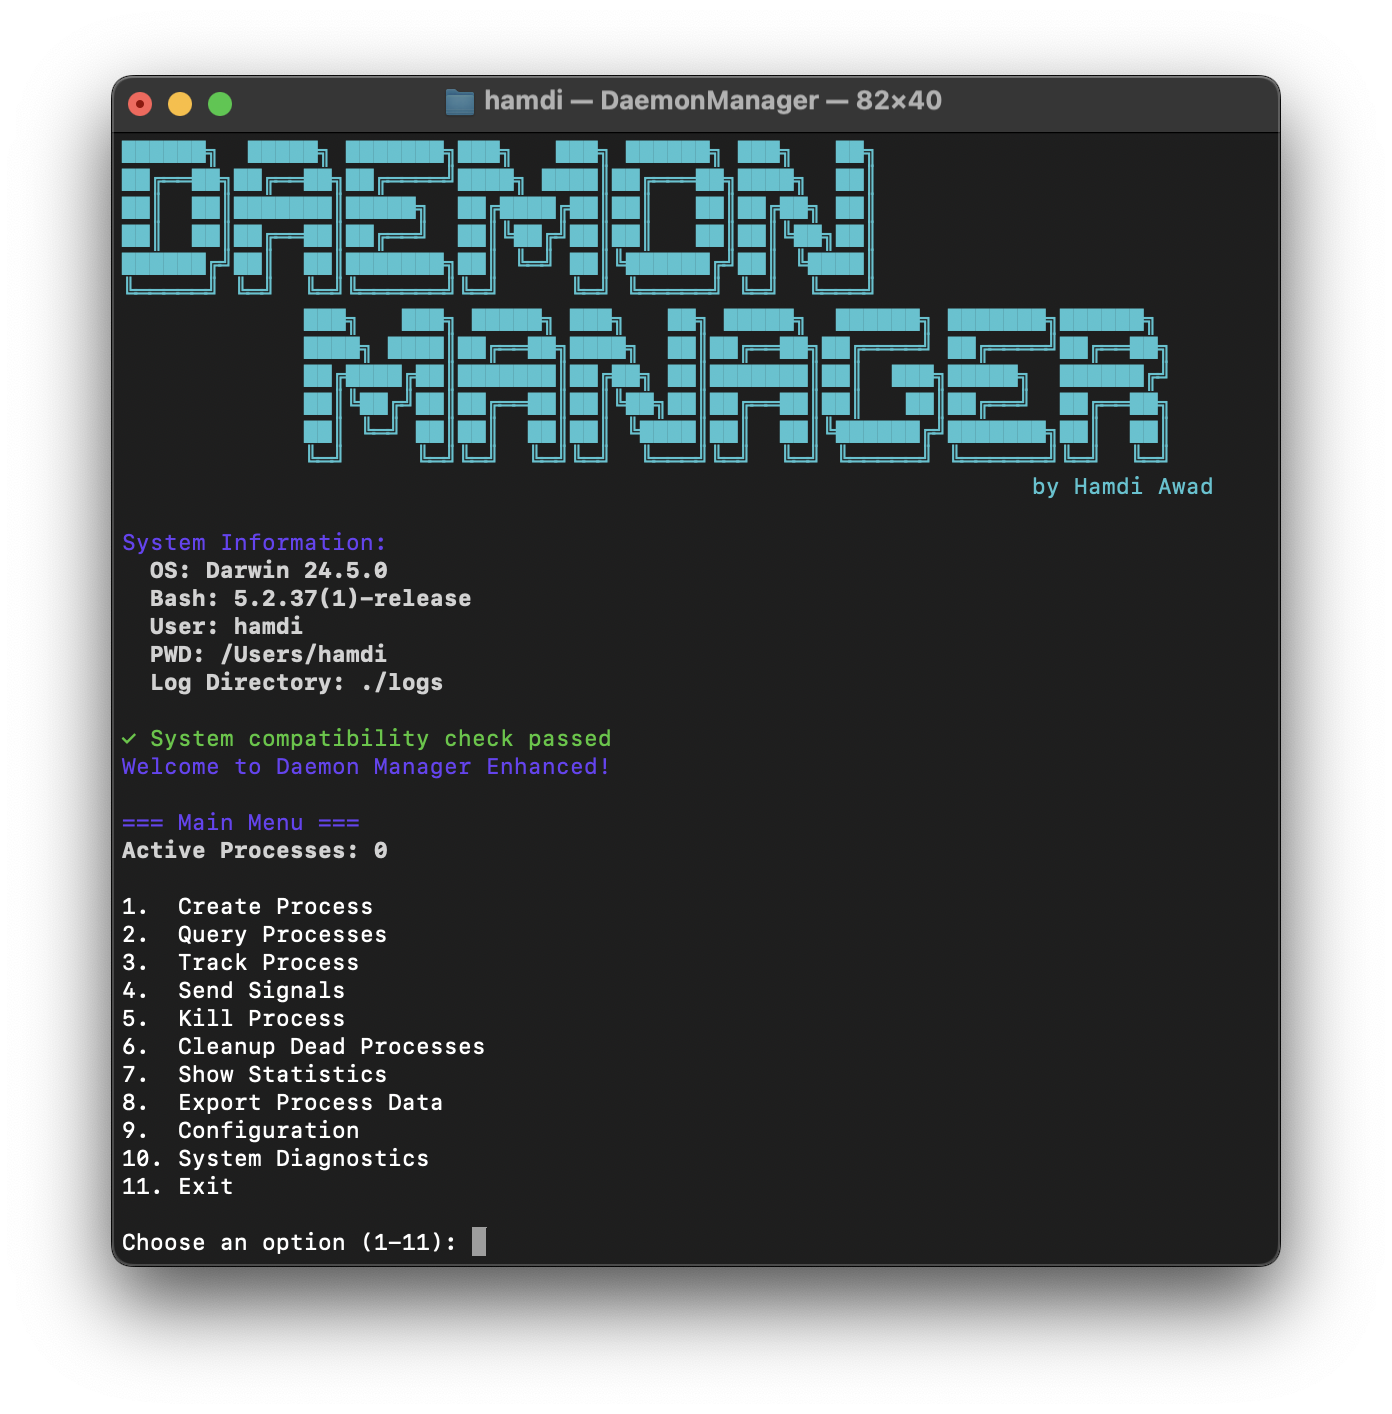 hamdi — DaemonManager — 82×40
DAEMON
MANAGER
by Hamdi Awad
System Information:
OS: Darwin 24.5.0
Bash: 5.2.37(1)-release
User: hamdi
PWD: /Users/hamdi
Log Directory: ./logs
✓ System compatibility check passed
Welcome to Daemon Manager Enhanced!
=== Main Menu ===
Active Processes: 0
1. Create Process
2. Query Processes
3. Track Process
4. Send Signals
5. Kill Process
6. Cleanup Dead Processes
7. Show Statistics
8. Export Process Data
9. Configuration
10. System Diagnostics
11. Exit
Choose an option (1-11):